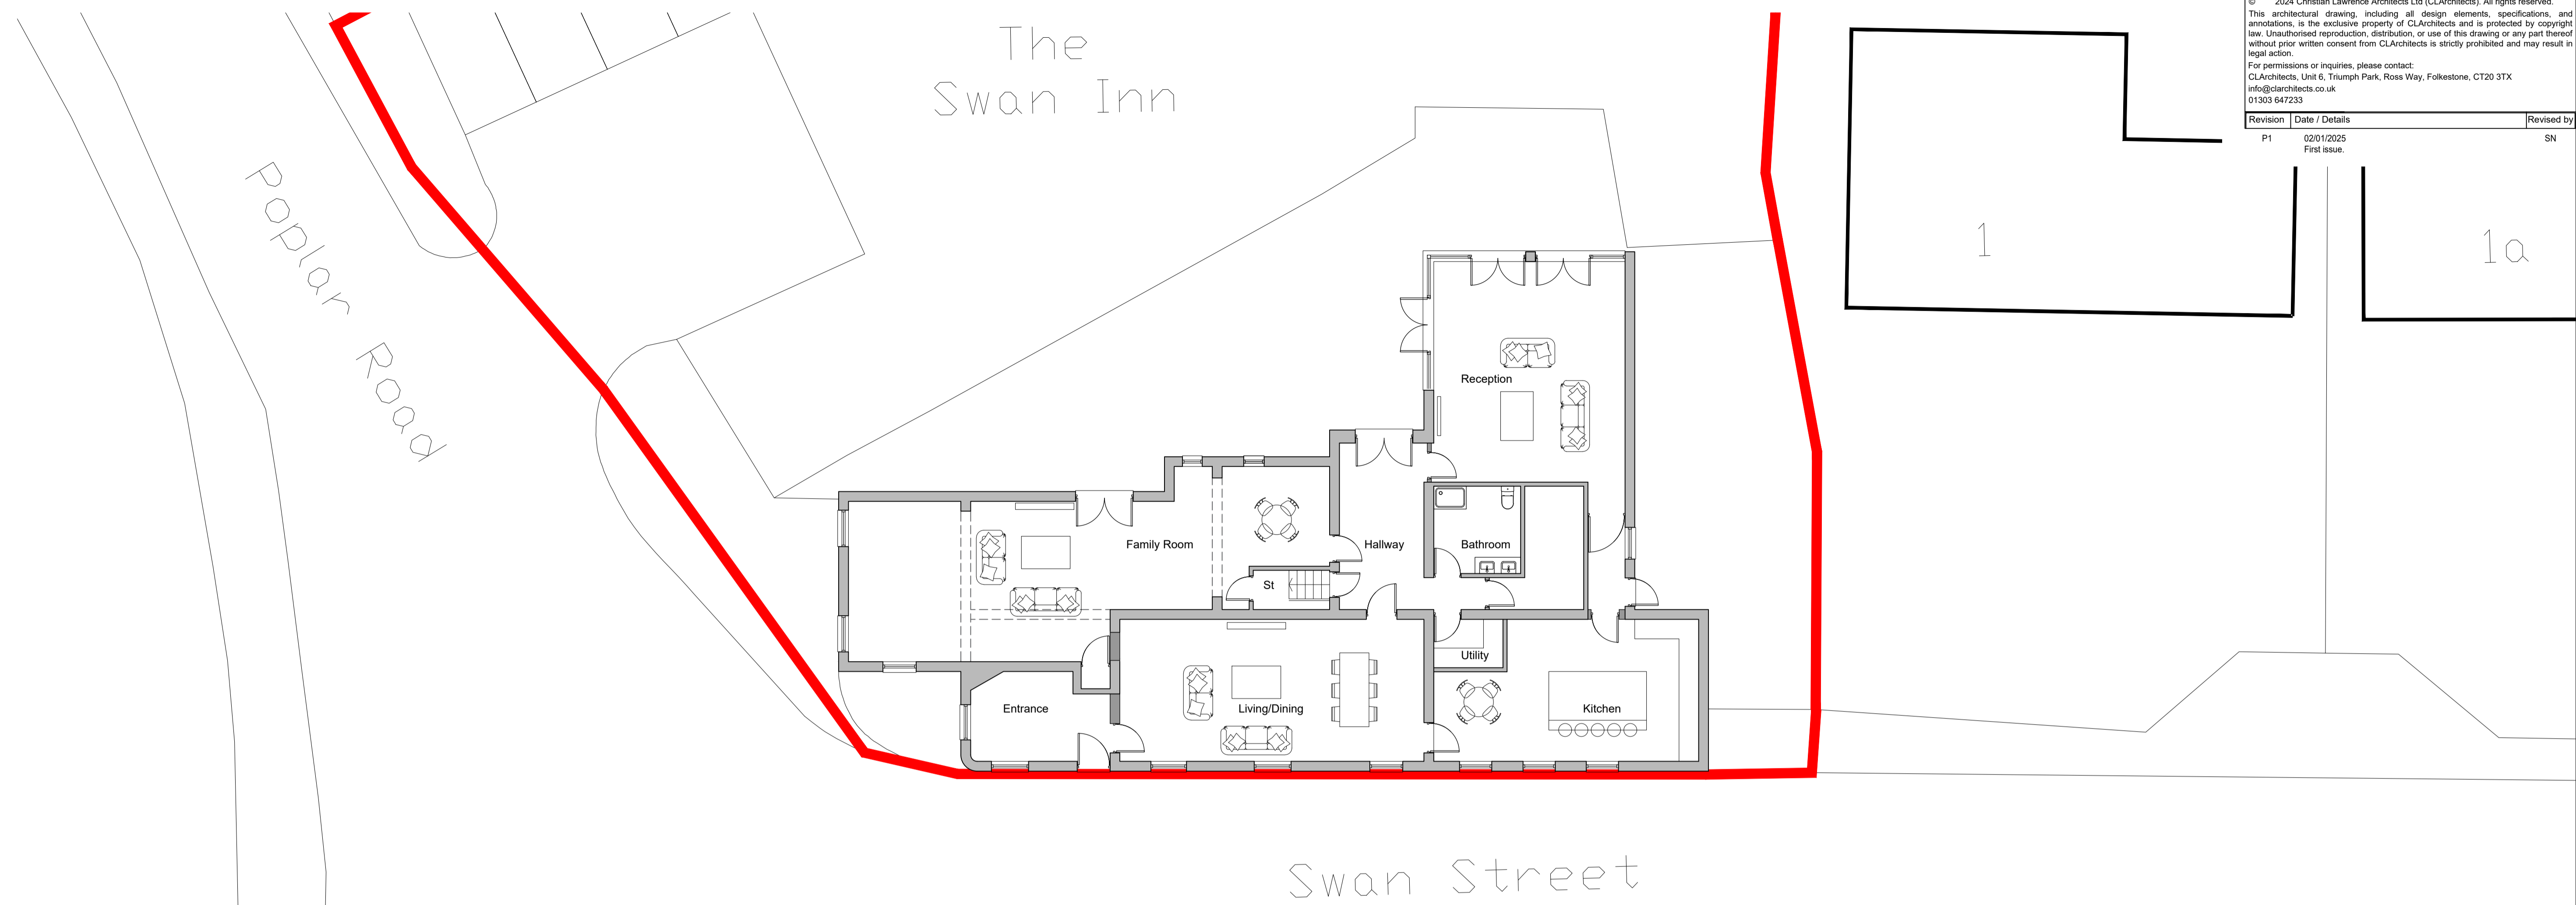 The
Swan Inn
Poplar Road
1
1a
© 2024 Christian Lawrence Architects Ltd (CLArchitects). All rights reserved.
This architectural drawing, including all design elements, specifications, and
annotations, is the exclusive property of CLArchitects and is protected by copyright
law. Unauthorised reproduction, distribution, or use of this drawing or any part thereof
without prior written consent from CLArchitects is strictly prohibited and may result in
legal action.
For permissions or inquiries, please contact:
CLArchitects, Unit 6, Triumph Park, Ross Way, Folkestone, CT20 3TX
info@clarchitects.co.uk
01303 647233
Revision Date / Details Revised by
P1 02/01/2025 SN
First issue.
Reception
Family Room
Hallway
Bathroom
St
Utility
Entrance
Living/Dining
Kitchen
Swan Street